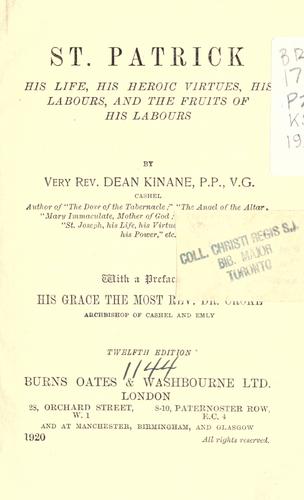 ST. PATRICK
HIS LIFE, HIS HEROIC VIRTUES, HIS
LABOURS, AND THE FRUITS OF
HIS LABOURS
BY
VERY REV. DEAN KINANE, P.P., V.G.
CASHEL
Author of "The Dove of the Tabernacle;" "The Angel of the Altar,
"Mary Immaculate, Mother of God;
"St. Joseph, his Life, his Virtue
his Power," etc.
COLL. CHRISTI REGIS S.J.
BIB. MAJOR
TORONTO
With a Preface
HIS GRACE THE MOST REV. DR. CROKE
ARCHBISHOP OF CASHEL AND EMLY
TWELFTH EDITION
1144
BURNS OATES & WASHBOURNE LTD.
LONDON
28, ORCHARD STREET, 8-10, PATERNOSTER ROW,
W. 1 E.C. 4
AND AT MANCHESTER, BIRMINGHAM, AND GLASGOW
1920 All rights reserved.